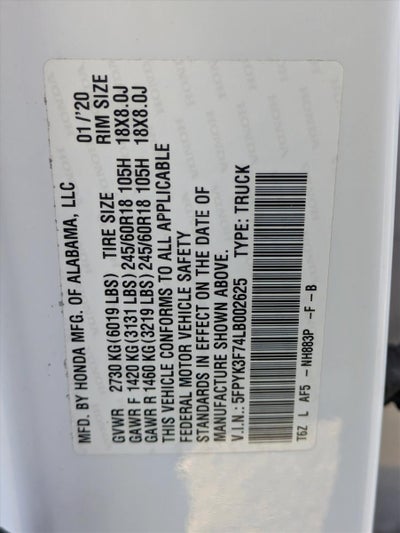 MFD. BY HONDA MFG. OF ALABAMA, LLC 01/'20
TIRE SIZE RIM SIZE
GVWR 2730 KG(6019 LBS)
GAWR F 1420 KG(3131 LBS) 245/60R18 105H 18X8.0J
GAWR R 1460 KG(3219 LBS) 245/60R18 105H 18X8.0J
THIS VEHICLE CONFORMS TO ALL APPLICABLE
FEDERAL MOTOR VEHICLE SAFETY
STANDARDS IN EFFECT ON THE DATE OF
MANUFACTURE SHOWN ABOVE.
V.I.N.: 5FPYK3F74LB002625 TYPE: TRUCK
T6Z L AF5 - NH883P -F -B
HONDA